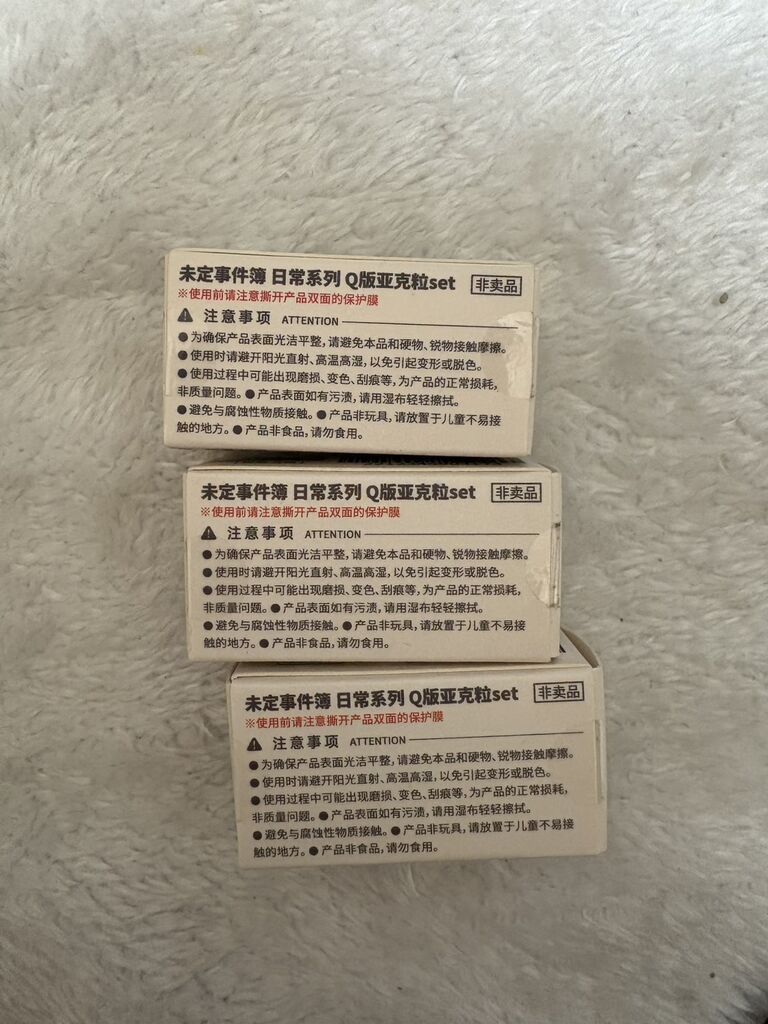 未定事件簿 日常系列 Q版亚克粒set 非卖品
※使用前请注意撕开产品双面的保护膜
注意事项 ATTENTION
●为确保产品表面光洁平整,请避免本品和硬物、锐物接触摩擦。
●使用时请避开阳光直射、高温高湿,以免引起变形或脱色。
●使用过程中可能出现磨损、变色、刮痕等,为产品的正常损耗,
非质量问题。●产品表面如有污渍,请用湿布轻轻擦拭。
●避免与腐蚀性物质接触。●产品非玩具,请放置于儿童不易接
触的地方。●产品非食品,请勿食用。
未定事件簿 日常系列 Q版亚克粒set 非卖品
※使用前请注意撕开产品双面的保护膜
注意事项 ATTENTION
●为确保产品表面光洁平整,请避免本品和硬物、锐物接触摩擦。
●使用时请避开阳光直射、高温高湿,以免引起变形或脱色。
●使用过程中可能出现磨损、变色、刮痕等,为产品的正常损耗,
非质量问题。●产品表面如有污渍,请用湿布轻轻擦拭。
●避免与腐蚀性物质接触。●产品非玩具,请放置于儿童不易接
触的地方。●产品非食品,请勿食用。
未定事件簿 日常系列 Q版亚克粒set 非卖品
※使用前请注意撕开产品双面的保护膜
注意事项 ATTENTION
●为确保产品表面光洁平整,请避免本品和硬物、锐物接触摩擦。
●使用时请避开阳光直射、高温高湿,以免引起变形或脱色。
●使用过程中可能出现磨损、变色、刮痕等,为产品的正常损耗,
非质量问题。●产品表面如有污渍,请用湿布轻轻擦拭。
●避免与腐蚀性物质接触。●产品非玩具,请放置于儿童不易接
触的地方。●产品非食品,请勿食用。